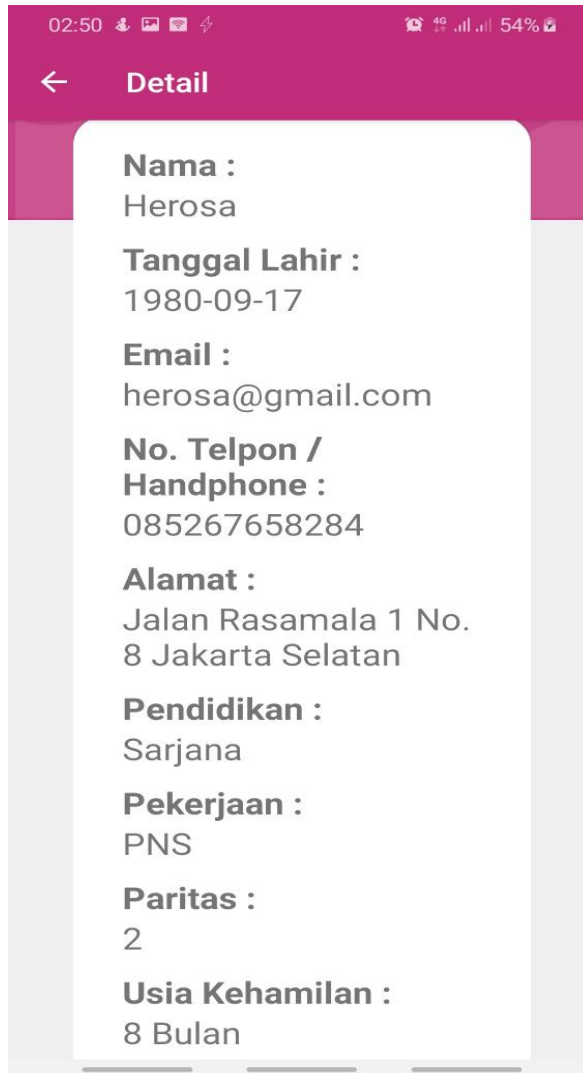 02:50 4G 54%
Detail
Nama :
Herosa
Tanggal Lahir :
1980-09-17
Email :
herosa@gmail.com
No. Telpon /
Handphone :
085267658284
Alamat :
Jalan Rasamala 1 No.
8 Jakarta Selatan
Pendidikan :
Sarjana
Pekerjaan :
PNS
Paritas :
2
Usia Kehamilan :
8 Bulan